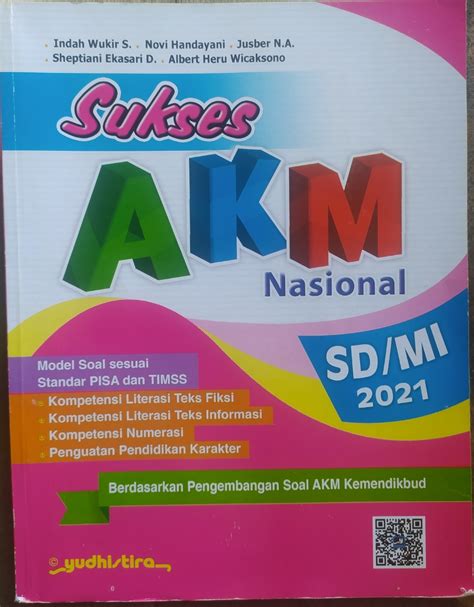 Indah Wukir S. Novi Handayani Jusber N.A.
Sheptiani Ekasari D. Albert Heru Wicaksono
Sukses
AKM
Nasional
SD/MI
2021
Model Soal sesuai
Standar PISA dan TIMSS
Kompetensi Literasi Teks Fiksi
Kompetensi Literasi Teks Informasi
Kompetensi Numerasi
Penguatan Pendidikan Karakter
Berdasarkan Pengembangan Soal AKM Kemendikbud
© yudhistira
6